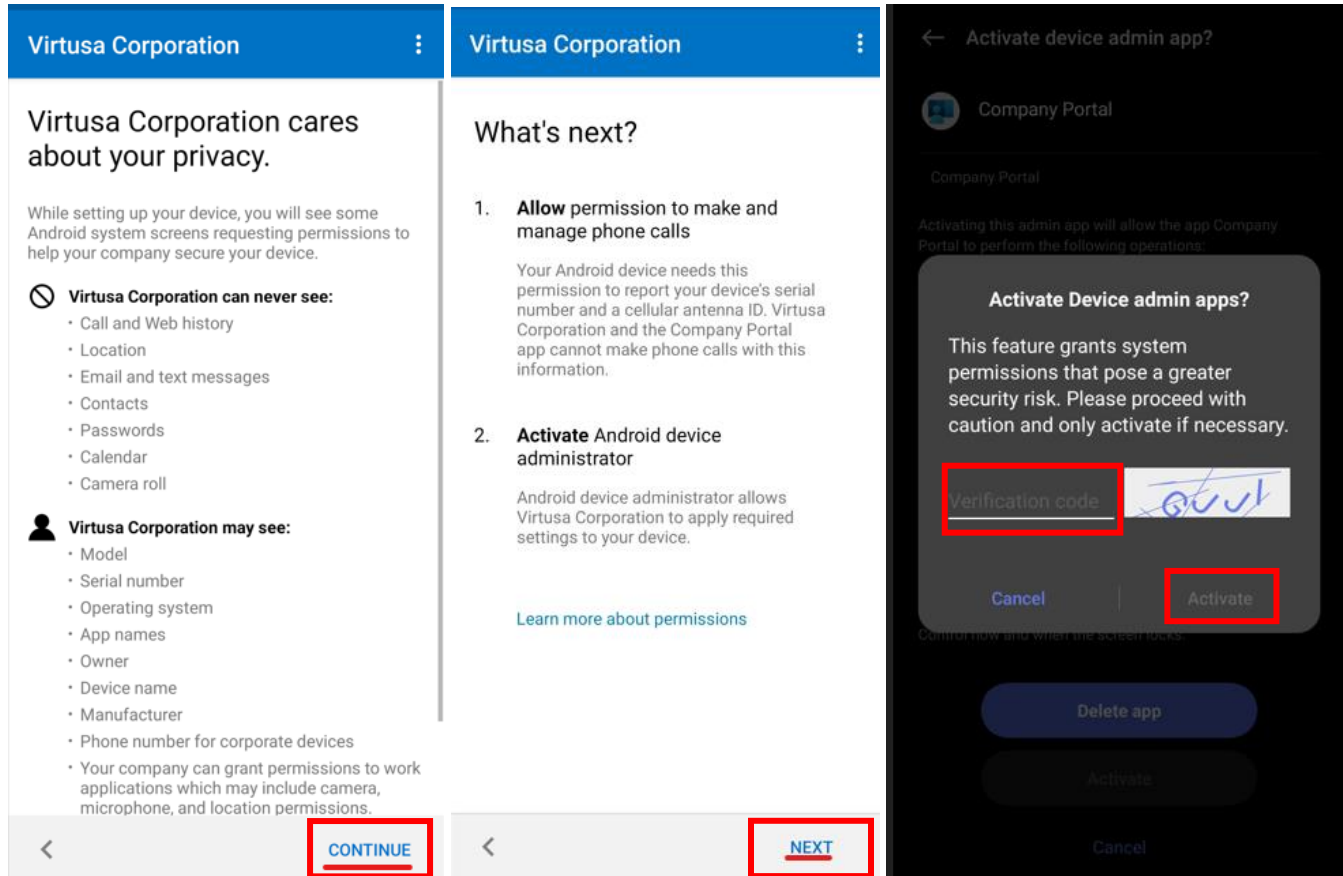 Virtusa Corporation
Virtusa Corporation cares
about your privacy.
While setting up your device, you will see some
Android system screens requesting permissions to
help your company secure your device.
Virtusa Corporation can never see:
• Call and Web history
• Location
• Email and text messages
• Contacts
• Passwords
• Calendar
• Camera roll
Virtusa Corporation may see:
• Model
• Serial number
• Operating system
• App names
• Owner
• Device name
• Manufacturer
• Phone number for corporate devices
• Your company can grant permissions to work
applications which may include camera,
microphone, and location permissions.
CONTINUE
Virtusa Corporation
What's next?
1. Allow permission to make and
manage phone calls
Your Android device needs this
permission to report your device's serial
number and a cellular antenna ID. Virtusa
Corporation and the Company Portal
app cannot make phone calls with this
information.
2. Activate Android device
administrator
Android device administrator allows
Virtusa Corporation to apply required
settings to your device.
Learn more about permissions
NEXT
Activate device admin app?
Company Portal
Company Portal
Activating this admin app will allow the app Company
Portal to perform the following operations:
Activate Device admin apps?
This feature grants system
permissions that pose a greater
security risk. Please proceed with
caution and only activate if necessary.
Verification code
Cancel
Activate
Control how and when the screen locks.
Delete app
Activate
Cancel